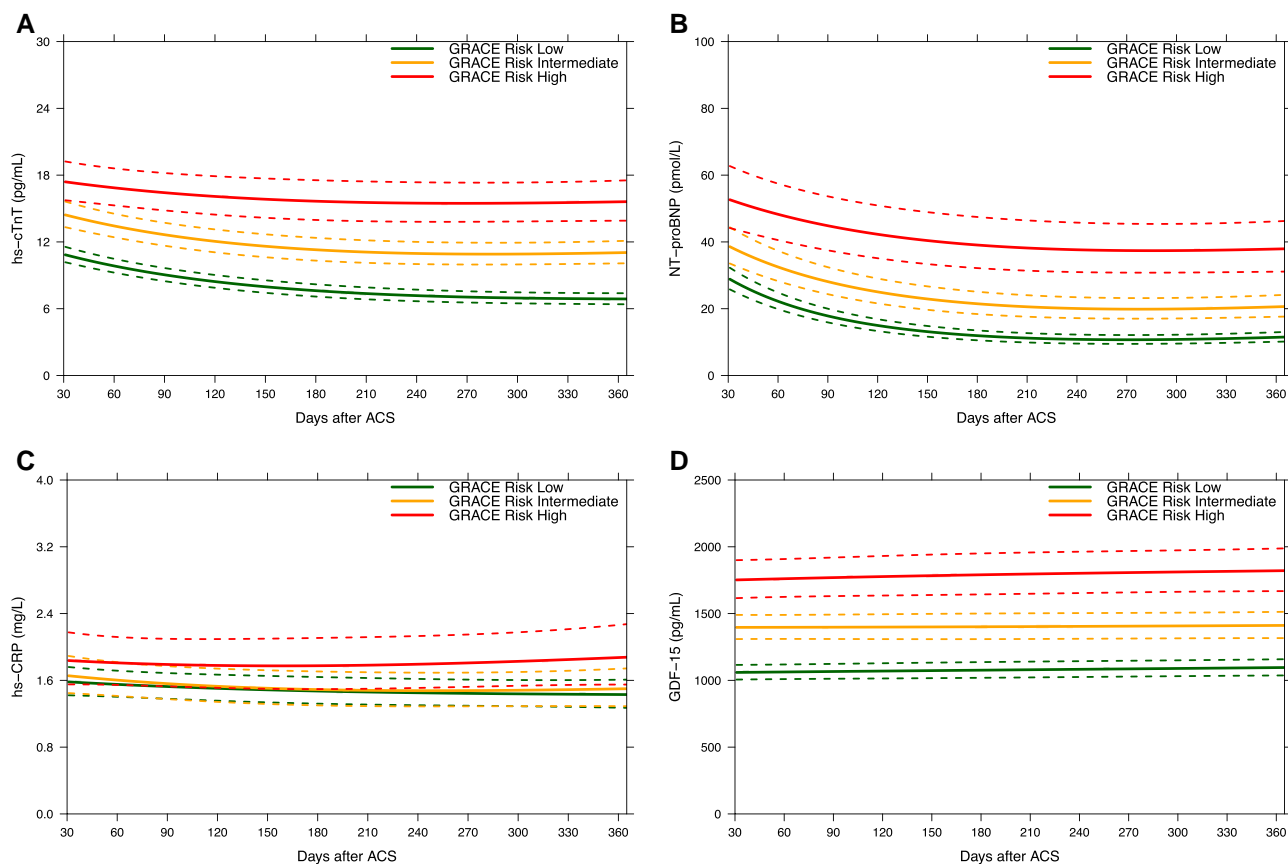 A
30
24
18
12
6
0
hs−cTnT (pg/mL)
GRACE Risk Low
GRACE Risk Intermediate
GRACE Risk High
30 60 90 120 150 180 210 240 270 300 330 360
Days after ACS
B
100
80
60
40
20
0
NT−proBNP (pmol/L)
GRACE Risk Low
GRACE Risk Intermediate
GRACE Risk High
30 60 90 120 150 180 210 240 270 300 330 360
Days after ACS
C
4.0
3.2
2.4
1.6
0.8
0.0
hs−CRP (mg/L)
GRACE Risk Low
GRACE Risk Intermediate
GRACE Risk High
30 60 90 120 150 180 210 240 270 300 330 360
Days after ACS
D
2500
2000
1500
1000
500
0
GDF−15 (pg/mL)
GRACE Risk Low
GRACE Risk Intermediate
GRACE Risk High
30 60 90 120 150 180 210 240 270 300 330 360
Days after ACS